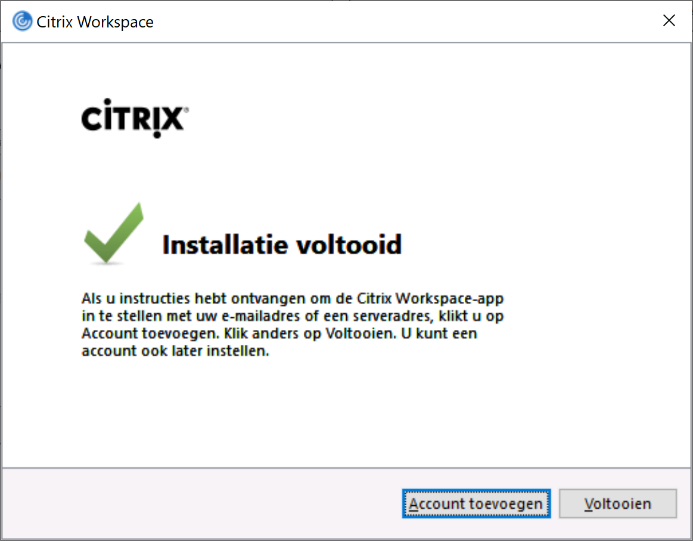 Citrix Workspace
CİTRIX®
Installatie voltooid
Als u instructies hebt ontvangen om de Citrix Workspace-app
in te stellen met uw e-mailadres of een serveradres, klikt u op
Account toevoegen. Klik anders op Voltooien. U kunt een
account ook later instellen.
Account toevoegen Voltooien